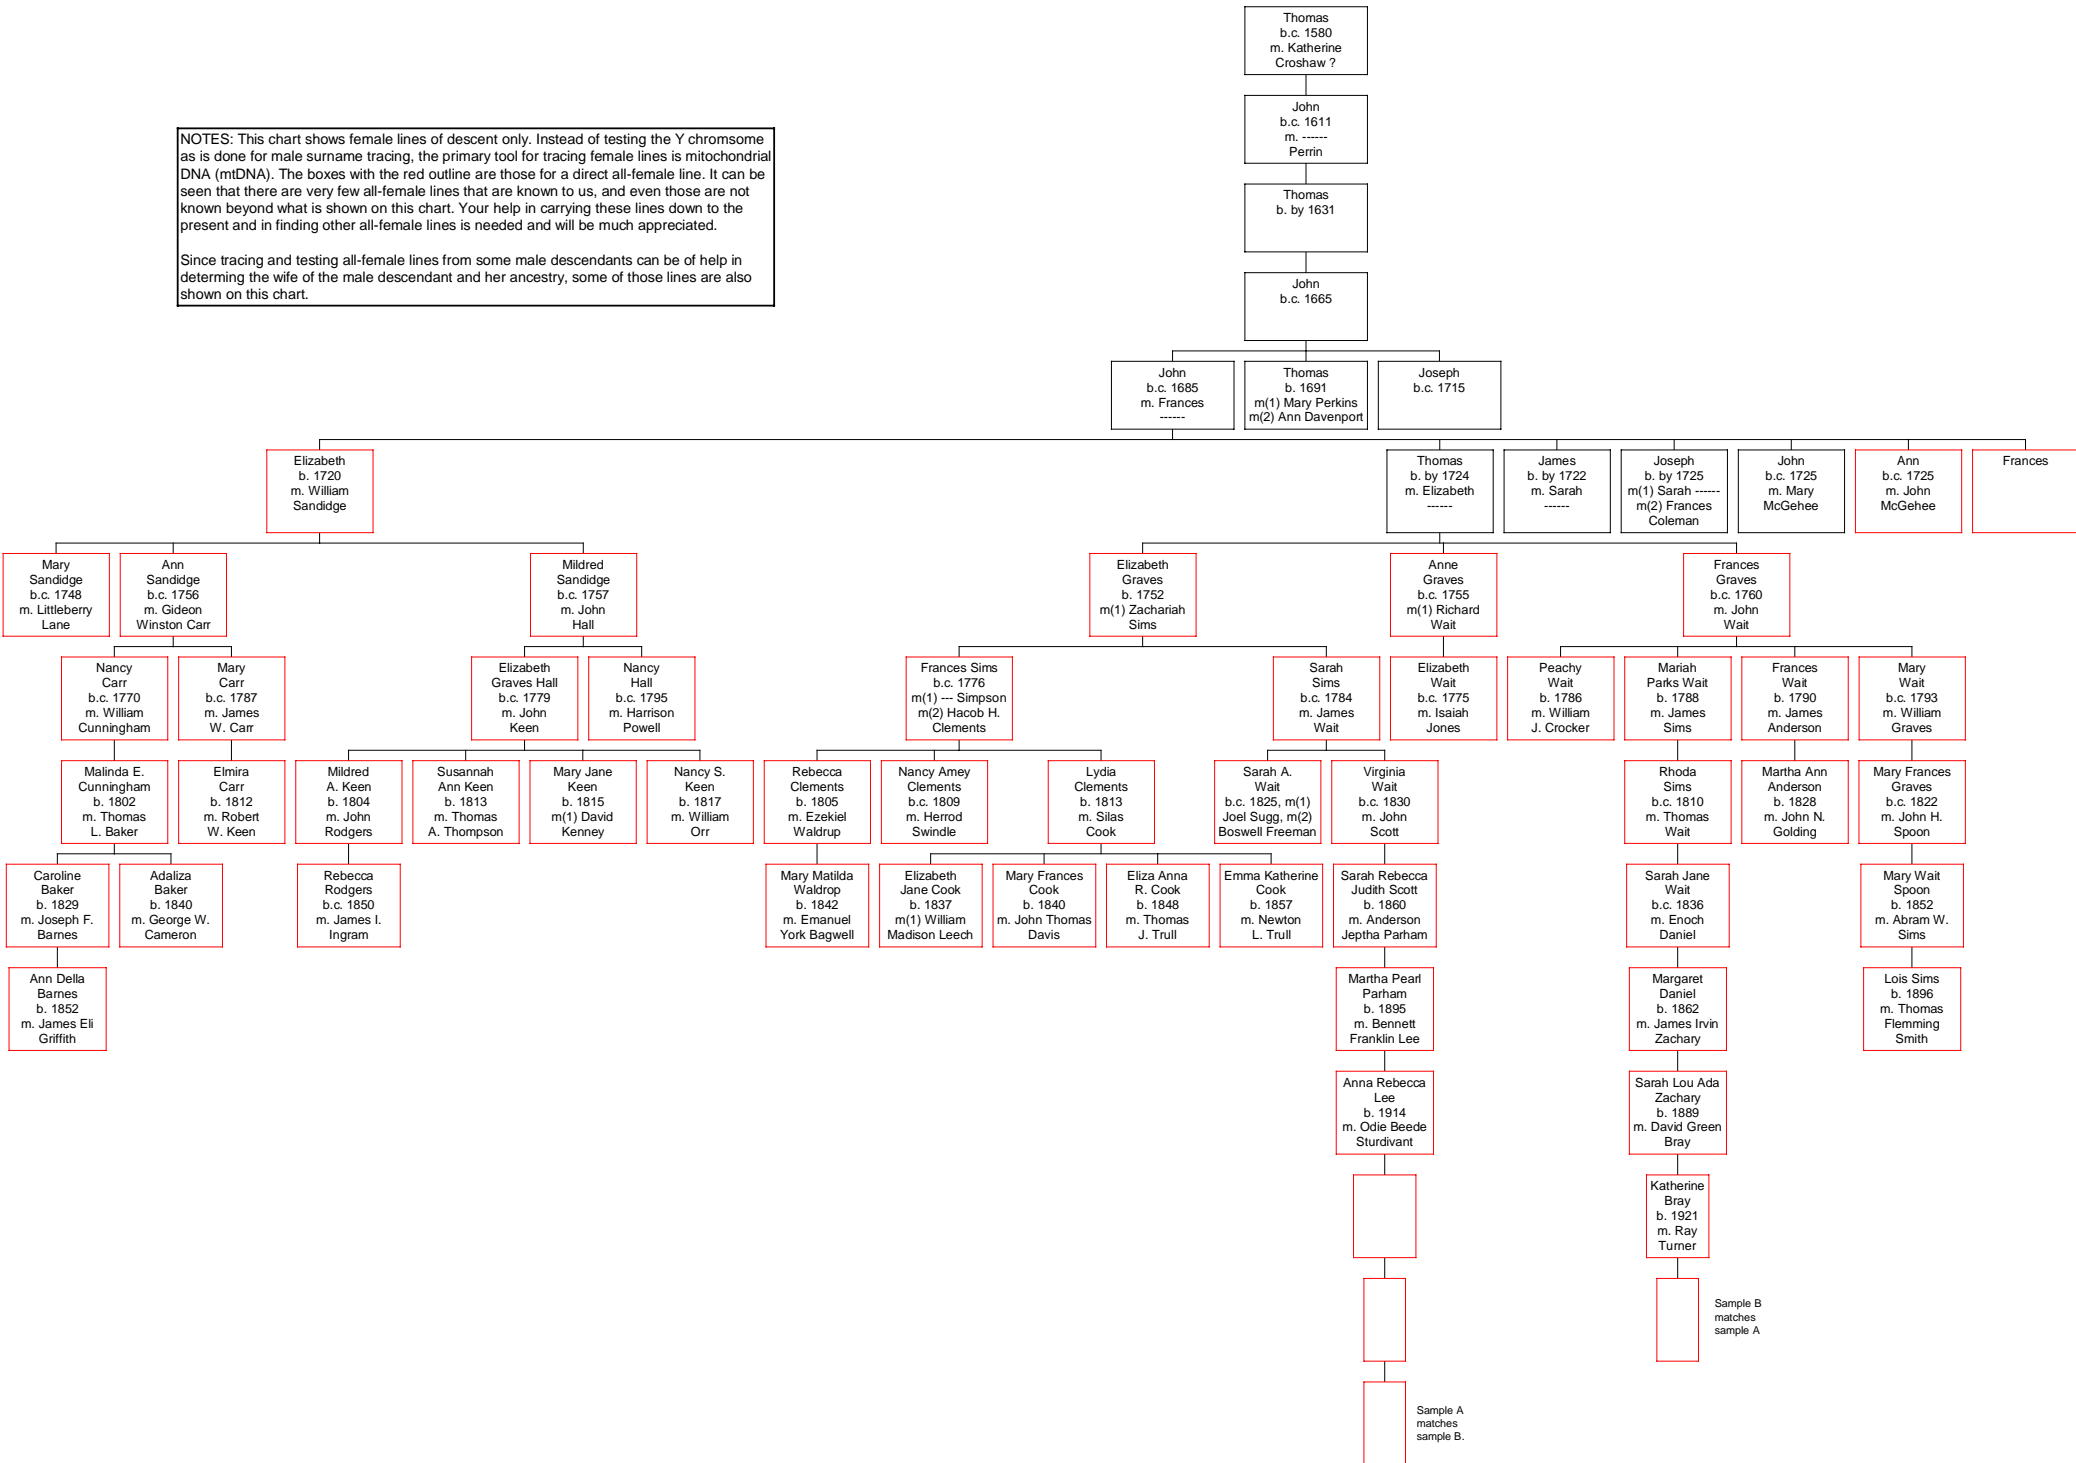 Thomas
b.c. 1580
m. Katherine
Croshaw ?
John
b.c. 1611
m. ------
Perrin
NOTES: This chart shows female lines of descent only. Instead of testing the Y chromsome
as is done for male surname tracing, the primary tool for tracing female lines is mitochondrial
DNA (mtDNA). The boxes with the red outline are those for a direct all-female line. It can be
seen that there are very few all-female lines that are known to us, and even those are not
known beyond what is shown on this chart. Your help in carrying these lines down to the
present and in finding other all-female lines is needed and will be much appreciated.
Since tracing and testing all-female lines from some male descendants can be of help in
determing the wife of the male descendant and her ancestry, some of those lines are also
shown on this chart.
Thomas
b. by 1631
John
b.c. 1665
John
b.c. 1685
m. Frances
------
Thomas
b. 1691
m(1) Mary Perkins
m(2) Ann Davenport
Joseph
b.c. 1715
Elizabeth
b. 1720
m. William
Sandidge
Thomas
b. by 1724
m. Elizabeth
------
James
b. by 1722
m. Sarah
------
Joseph
b. by 1725
m(1) Sarah ------
m(2) Frances
Coleman
John
b.c. 1725
m. Mary
McGehee
Ann
b.c. 1725
m. John
McGehee
Frances
Mary
Sandidge
b.c. 1748
m. Littleberry
Lane
Ann
Sandidge
b.c. 1756
m. Gideon
Winston Carr
Mildred
Sandidge
b.c. 1757
m. John
Hall
Elizabeth
Graves
b. 1752
m(1) Zachariah
Sims
Anne
Graves
b.c. 1755
m(1) Richard
Wait
Frances
Graves
b.c. 1760
m. John
Wait
Nancy
Carr
b.c. 1770
m. William
Cunningham
Mary
Carr
b.c. 1787
m. James
W. Carr
Elizabeth
Graves Hall
b.c. 1779
m. John
Keen
Nancy
Hall
b.c. 1795
m. Harrison
Powell
Frances Sims
b.c. 1776
m(1) --- Simpson
m(2) Hacob H.
Clements
Sarah
Sims
b.c. 1784
m. James
Wait
Elizabeth
Wait
b.c. 1775
m. Isaiah
Jones
Peachy
Wait
b. 1786
m. William
J. Crocker
Mariah
Parks Wait
b. 1788
m. James
Sims
Frances
Wait
b. 1790
m. James
Anderson
Mary
Wait
b.c. 1793
m. William
Graves
Malinda E.
Cunningham
b. 1802
m. Thomas
L. Baker
Elmira
Carr
b. 1812
m. Robert
W. Keen
Mildred
A. Keen
b. 1804
m. John
Rodgers
Susannah
Ann Keen
b. 1813
m. Thomas
A. Thompson
Mary Jane
Keen
b. 1815
m(1) David
Kenney
Nancy S.
Keen
b. 1817
m. William
Orr
Rebecca
Clements
b. 1805
m. Ezekiel
Waldrup
Nancy Amey
Clements
b.c. 1809
m. Herrod
Swindle
Lydia
Clements
b. 1813
m. Silas
Cook
Sarah A.
Wait
b.c. 1825, m(1)
Joel Sugg, m(2)
Boswell Freeman
Virginia
Wait
b.c. 1830
m. John
Scott
Rhoda
Sims
b.c. 1810
m. Thomas
Wait
Martha Ann
Anderson
b. 1828
m. John N.
Golding
Mary Frances
Graves
b.c. 1822
m. John H.
Spoon
Caroline
Baker
b. 1829
m. Joseph F.
Barnes
Adaliza
Baker
b. 1840
m. George W.
Cameron
Rebecca
Rodgers
b.c. 1850
m. James I.
Ingram
Mary Matilda
Waldrop
b. 1842
m. Emanuel
York Bagwell
Elizabeth
Jane Cook
b. 1837
m(1) William
Madison Leech
Mary Frances
Cook
b. 1840
m. John Thomas
Davis
Eliza Anna
R. Cook
b. 1848
m. Thomas
J. Trull
Emma Katherine
Cook
b. 1857
m. Newton
L. Trull
Sarah Rebecca
Judith Scott
b. 1860
m. Anderson
Jeptha Parham
Sarah Jane
Wait
b.c. 1836
m. Enoch
Daniel
Mary Wait
Spoon
b. 1852
m. Abram W.
Sims
Ann Della
Barnes
b. 1852
m. James Eli
Griffith
Martha Pearl
Parham
b. 1895
m. Bennett
Franklin Lee
Margaret
Daniel
b. 1862
m. James Irvin
Zachary
Lois Sims
b. 1896
m. Thomas
Flemming
Smith
Anna Rebecca
Lee
b. 1914
m. Odie Beede
Sturdivant
Sarah Lou Ada
Zachary
b. 1889
m. David Green
Bray
Katherine
Bray
b. 1921
m. Ray
Turner
Sample B
matches
sample A
Sample A
matches
sample B.